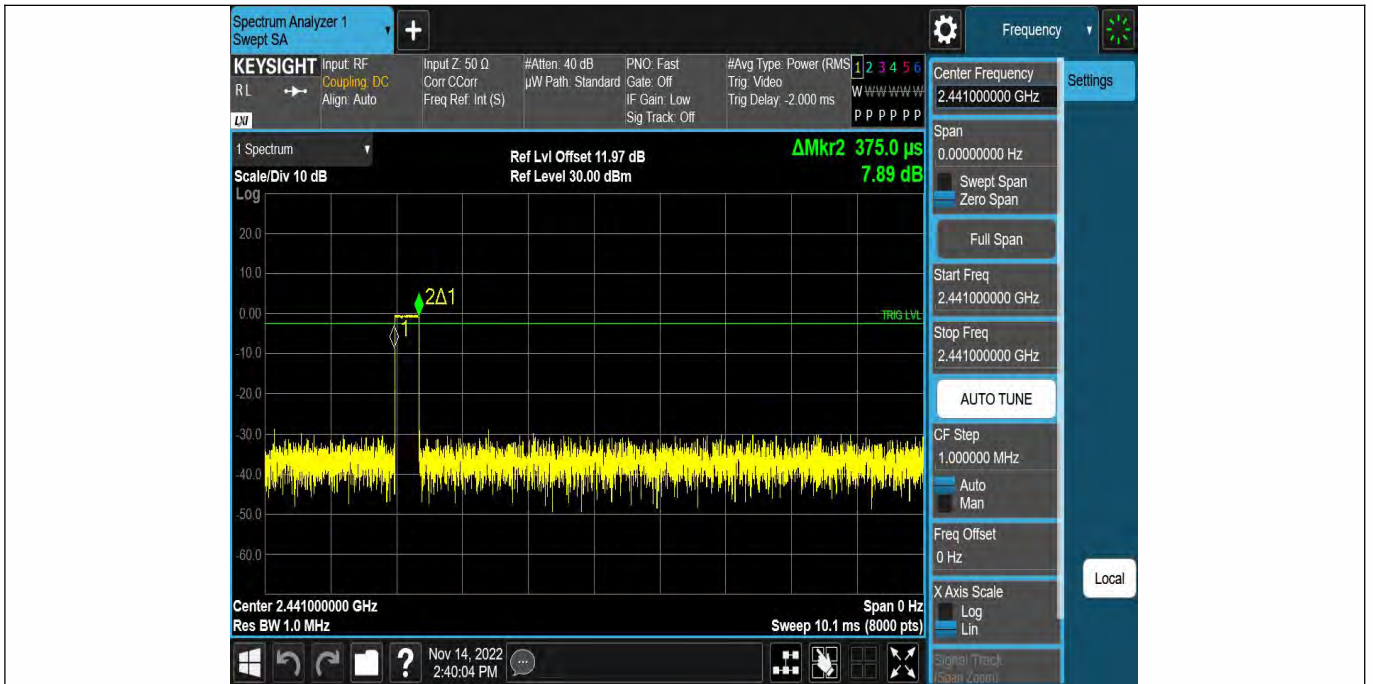 Spectrum Analyzer 1
Swept SA
+
Frequency
KEYSIGHT
RL
LXI
Input: RF
Coupling: DC
Align: Auto
Input Z: 50 Ω
Corr CCorr
Freq Ref: Int (S)
#Atten: 40 dB
µW Path: Standard
PNO: Fast
Gate: Off
IF Gain: Low
Sig Track: Off
#Avg Type: Power (RMS
Trig: Video
Trig Delay: -2.000 ms
1 2 3 4 5 6
W W W W W W
P P P P P P
Center Frequency
2.441000000 GHz
Settings
1 Spectrum
Scale/Div 10 dB
Ref Lvl Offset 11.97 dB
Ref Level 30.00 dBm
ΔMkr2 375.0 µs
7.89 dB
Span
0.00000000 Hz
Swept Span
Zero Span
Full Span
Start Freq
2.441000000 GHz
Stop Freq
2.441000000 GHz
AUTO TUNE
CF Step
1.000000 MHz
Auto
Man
Freq Offset
0 Hz
X Axis Scale
Log
Lin
Signal Track
(Span Zoom)
Local
Log
20.0
10.0
0.00
-10.0
-20.0
-30.0
-40.0
-50.0
-60.0
2Δ1
1
TRIG LVL
Center 2.441000000 GHz
Res BW 1.0 MHz
Span 0 Hz
Sweep 10.1 ms (8000 pts)
?
Nov 14, 2022
2:40:04 PM